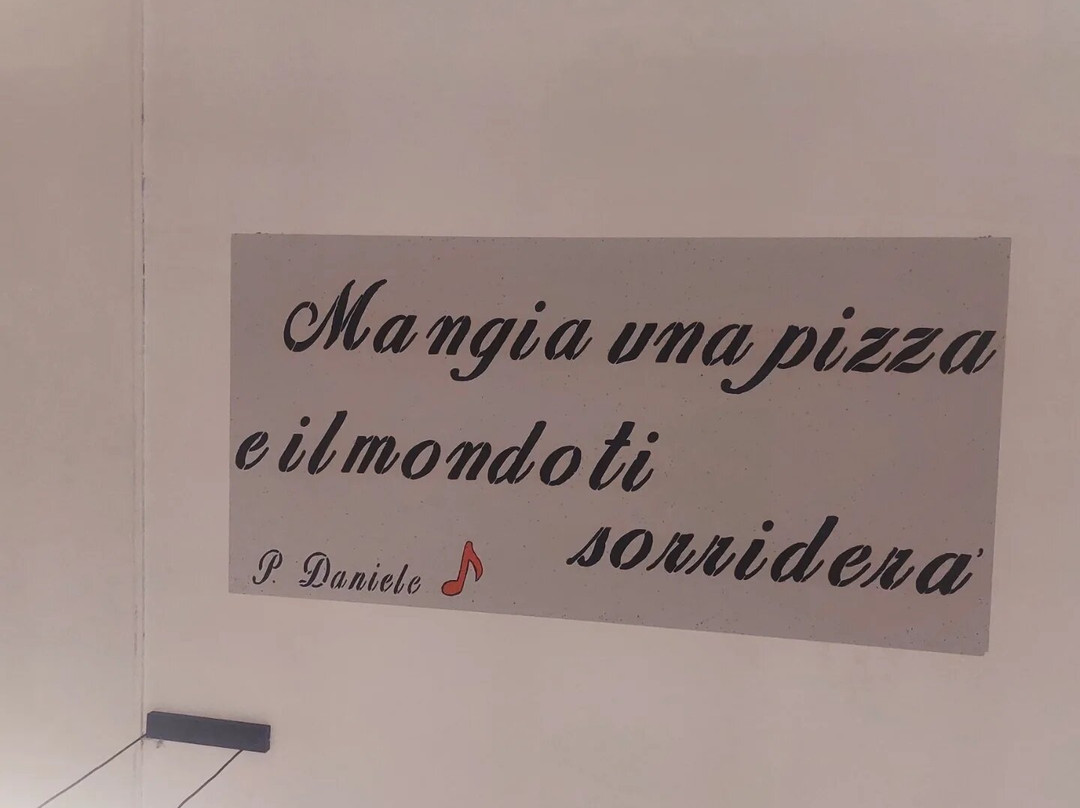 Mangia una pizza
e il mondo ti
sorriderà
P. Daniele